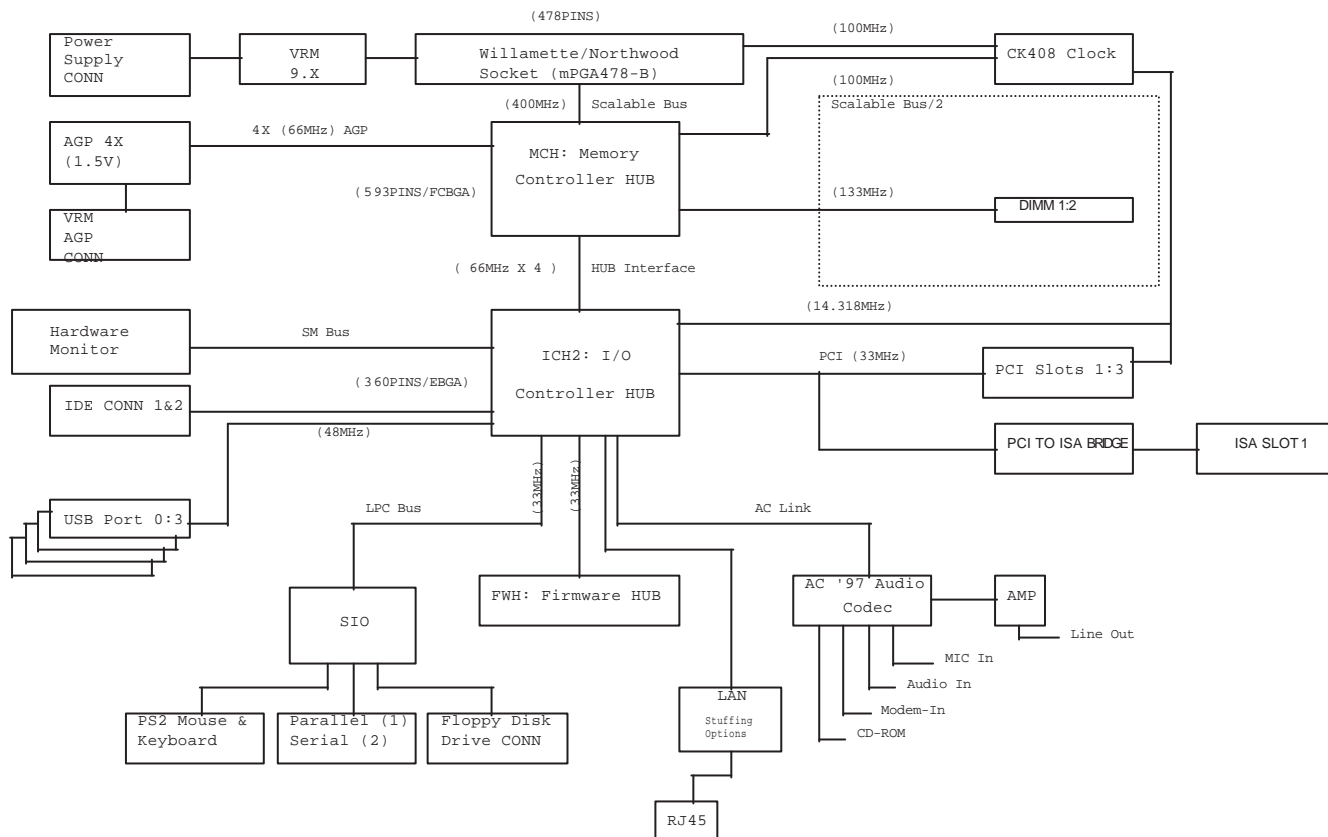 (478PINS)
Power
Supply
CONN
VRM
9.X
Willamette/Northwood
Socket (mPGA478-B)
(100MHz)
CK408 Clock
(100MHz)
(400MHz)
Scalable Bus
Scalable Bus/2
AGP 4X
(1.5V)
4X (66MHz) AGP
MCH: Memory
Controller HUB
(593PINS/FCBGA)
(133MHz)
DIMM 1:2
VRM
AGP
CONN
( 66MHz X 4 )
HUB Interface
(14.318MHz)
Hardware
Monitor
SM Bus
ICH2: I/O
Controller HUB
PCI (33MHz)
PCI Slots 1:3
(360PINS/EBGA)
IDE CONN 1&2
(48MHz)
PCI TO ISA BRIDGE
ISA SLOT 1
(33MHz)
(33MHz)
USB Port 0:3
LPC Bus
AC Link
SIO
FWH: Firmware HUB
AC '97 Audio
Codec
AMP
Line Out
MIC In
Audio In
Modem-In
CD-ROM
PS2 Mouse &
Keyboard
Parallel (1)
Serial (2)
Floppy Disk
Drive CONN
LAN
Stuffing
Options
RJ45